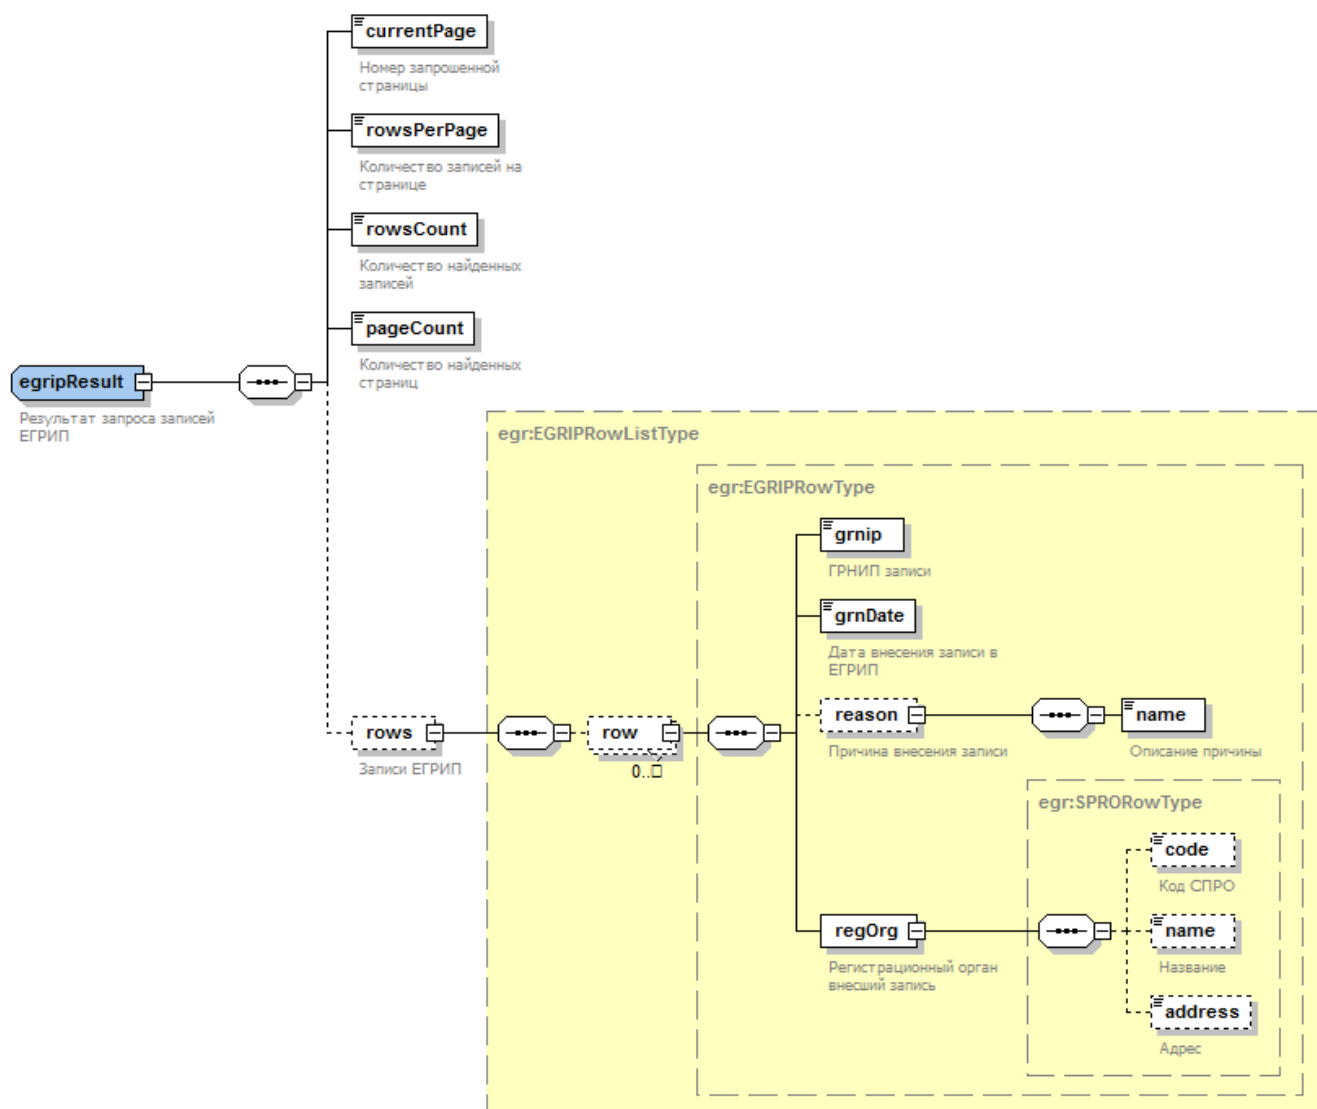 currentPage
Номер запрошенной
страницы
rowsPerPage
Количество записей на
странице
rowsCount
Количество найденных
записей
pageCount
Количество найденных
страниц
egripResult
Результат запроса записей
ЕГРИП
egr:EGRIPRowListType
egr:EGRIPRowType
grnip
ГРНИП записи
grnDate
Дата внесения записи в
ЕГРИП
rows
Записи ЕГРИП
row
0..□
reason
Причина внесения записи
name
Описание причины
egr:SPRORowType
code
Код СПРО
regOrg
Регистрационный орган
внесший запись
name
Название
address
Адрес